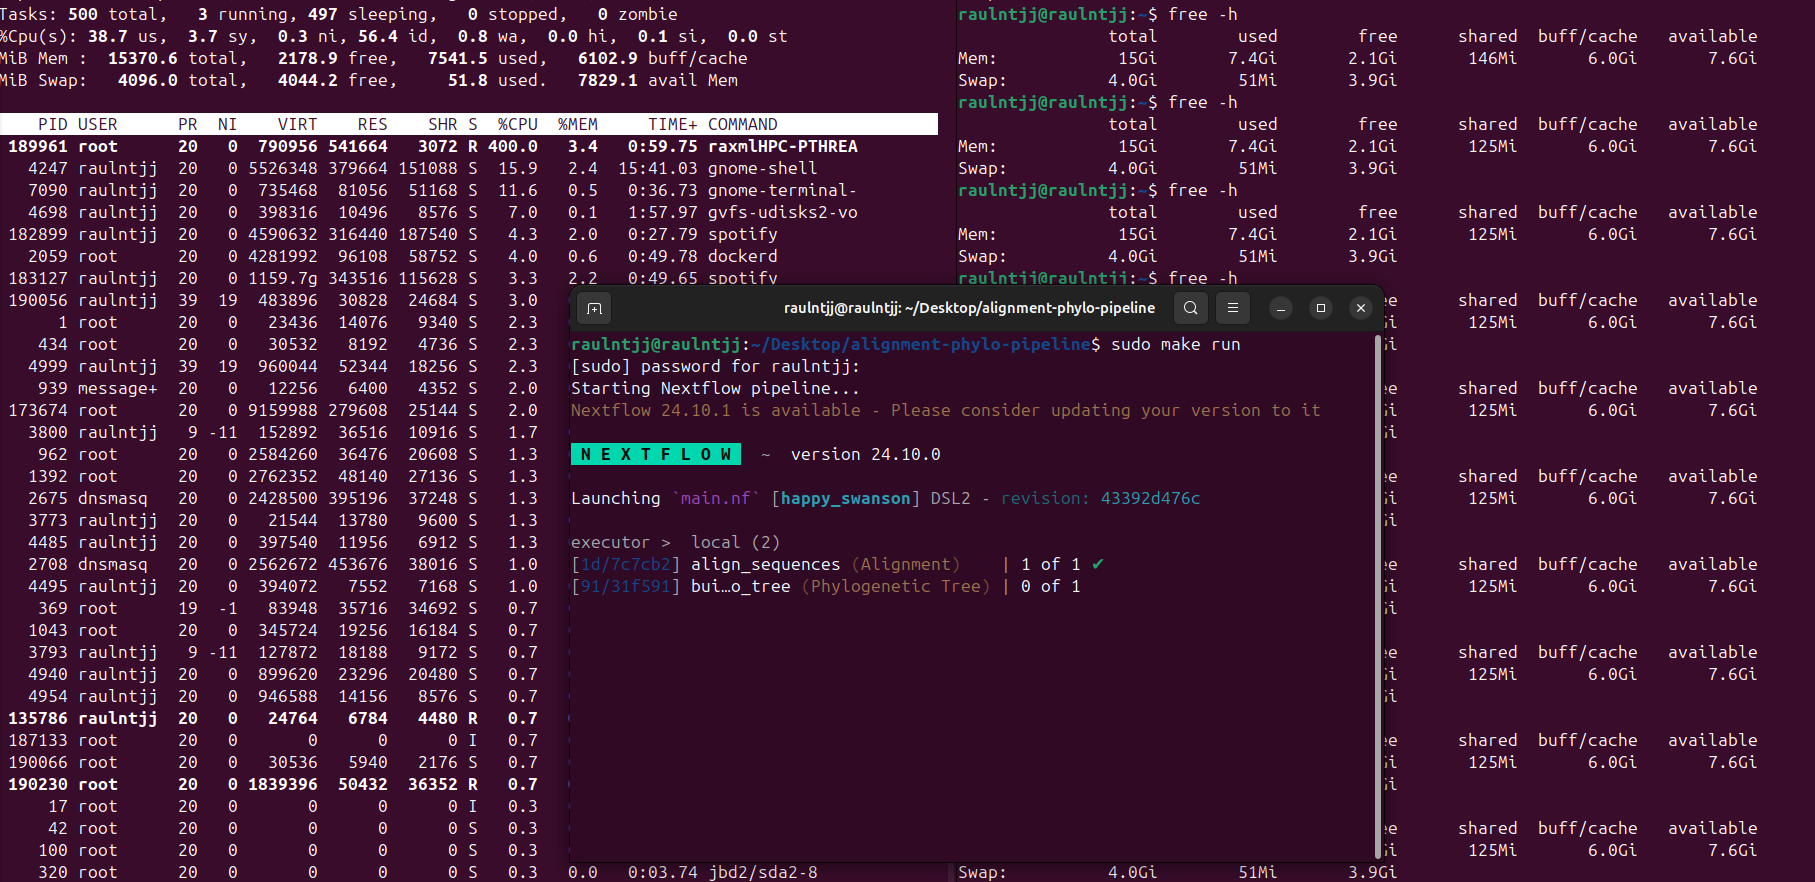 Tasks: 500 total,   3 running, 497 sleeping,   0 stopped,   0 zombie
%Cpu(s): 38.7 us,  3.7 sy,  0.3 ni, 56.4 id,  0.8 wa,  0.0 hi,  0.1 si,  0.0 st
MiB Mem :  15370.6 total,   2178.9 free,   7541.5 used,   6102.9 buff/cache
MiB Swap:   4096.0 total,   4044.2 free,     51.8 used.   7829.1 avail Mem
PID USER      PR  NI    VIRT    RES    SHR S  %CPU  %MEM     TIME+ COMMAND
189961 root      20   0  790956 541664   3072 R 400.0   3.4   0:59.75 raxmlHPC-PTHREA
4247 raulntjj  20   0 5526348 379664 151088 S  15.9   2.4  15:41.03 gnome-shell
7090 raulntjj  20   0  735468  81056  51168 S  11.6   0.5   0:36.73 gnome-terminal-
4698 raulntjj  20   0  398316  10496   8576 S   7.0   0.1   1:57.97 gvfs-udisks2-vo
182899 raulntjj  20   0 4590632 316440 187540 S   4.3   2.0   0:27.79 spotify
2059 root      20   0 4281992  96108  58752 S   4.0   0.6   0:49.78 dockerd
183127 raulntjj  20   0 1159.7g 343516 115628 S   3.3   2.2   0:49.65 spotify
190056 raulntjj  39  19  483896  30828  24684 S   3.0
1 root      20   0   23436  14076   9340 S   2.3
434 root      20   0   30532   8192   4736 S   2.3
4999 raulntjj  39  19  960044  52344  18256 S   2.3
939 message+  20   0   12256   6400   4352 S   2.0
173674 root      20   0 9159988 279608  25144 S   2.0
3800 raulntjj   9 -11  152892  36516  10916 S   1.7
962 root      20   0 2584260  36476  20608 S   1.3
1392 root      20   0 2762352  48140  27136 S   1.3
2675 dnsmasq   20   0 2428500 395196  37248 S   1.3
3773 raulntjj  20   0   21544  13780   9600 S   1.3
4485 raulntjj  20   0  397540  11956   6912 S   1.3
2708 dnsmasq   20   0 2562672 453676  38016 S   1.0
4495 raulntjj  20   0  394072   7552   7168 S   1.0
369 root      19  -1   83948  35716  34692 S   0.7
1043 root      20   0  345724  19256  16184 S   0.7
3793 raulntjj   9 -11  127872  18188   9172 S   0.7
4940 raulntjj  20   0  899620  23296  20480 S   0.7
4954 raulntjj  20   0  946588  14156   8576 S   0.7
135786 raulntjj  20   0   24764   6784   4480 R   0.7
187133 root      20   0       0      0      0 I   0.7
190066 root      20   0   30536   5940   2176 S   0.7
190230 root      20   0 1839396  50432  36352 R   0.7
17 root      20   0       0      0      0 I   0.3
42 root      20   0       0      0      0 S   0.3
100 root      20   0       0      0      0 S   0.3
320 root      20   0       0      0      0 S   0.3   0.0   0:03.74 jbd2/sda2-8
raulntjj@raulntjj:~$ free -h
total        used        free      shared  buff/cache   available
Mem:           15Gi       7.4Gi       2.1Gi       146Mi       6.0Gi       7.6Gi
Swap:          4.0Gi        51Mi       3.9Gi
raulntjj@raulntjj:~$ free -h
total        used        free      shared  buff/cache   available
Mem:           15Gi       7.4Gi       2.1Gi       125Mi       6.0Gi       7.6Gi
Swap:          4.0Gi        51Mi       3.9Gi
raulntjj@raulntjj:~$ free -h
total        used        free      shared  buff/cache   available
Mem:           15Gi       7.4Gi       2.1Gi       125Mi       6.0Gi       7.6Gi
Swap:          4.0Gi        51Mi       3.9Gi
raulntjj@raulntjj:~$ free -h
shared  buff/cache   available
125Mi       6.0Gi       7.6Gi
shared  buff/cache   available
125Mi       6.0Gi       7.6Gi
shared  buff/cache   available
125Mi       6.0Gi       7.6Gi
shared  buff/cache   available
125Mi       6.0Gi       7.6Gi
shared  buff/cache   available
125Mi       6.0Gi       7.6Gi
shared  buff/cache   available
125Mi       6.0Gi       7.6Gi
shared  buff/cache   available
125Mi       6.0Gi       7.6Gi
Swap:          4.0Gi        51Mi       3.9Gi
raulntjj@raulntjj: ~/Desktop/alignment-phylo-pipeline
raulntjj@raulntjj:~/Desktop/alignment-phylo-pipeline$ sudo make run
[sudo] password for raulntjj:
Starting Nextflow pipeline...
Nextflow 24.10.1 is available - Please consider updating your version to it
N E X T F L O W   ~  version 24.10.0
Launching `main.nf` [happy_swanson] DSL2 - revision: 43392d476c
executor >  local (2)
[1d/7c7cb2] align_sequences (Alignment)    | 1 of 1 ✔
[91/31f591] bui…o_tree (Phylogenetic Tree) | 0 of 1